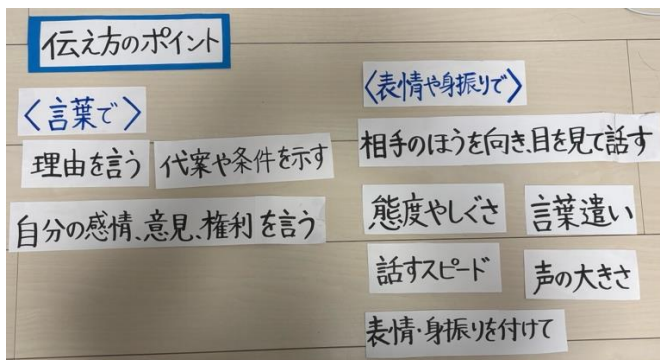 伝え方のポイント
〈言葉で〉
理由を言う
代案や条件を示す
自分の感情、意見、権利を言う
〈表情や身振りで〉
相手のほうを向き、目を見て話す
態度やしぐさ
言葉遣い
話すスピード
声の大きさ
表情・身振りを付けて